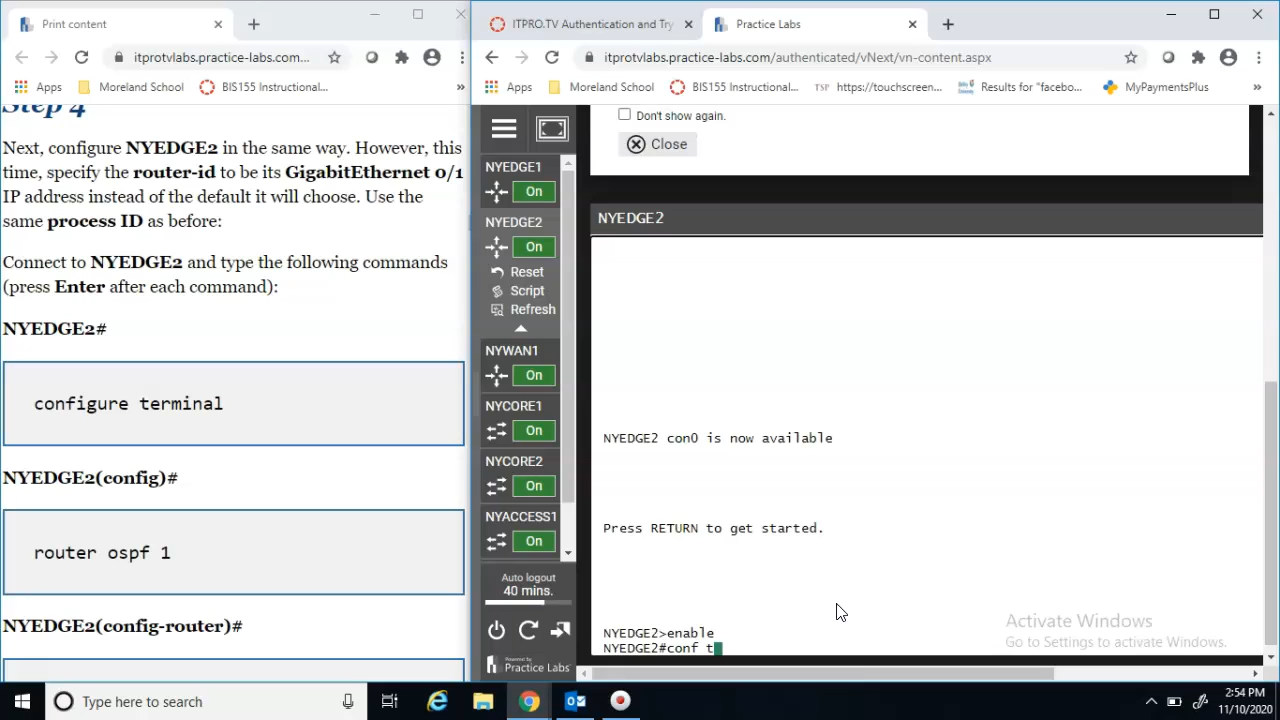 Print content
itprotvlabs.practice-labs.com...
Apps
Moreland School
BIS155 Instructional...
»
Step 4
Next, configure NYEDGE2 in the same way. However, this
time, specify the router-id to be its GigabitEthernet 0/1
IP address instead of the default it will choose. Use the
same process ID as before:
Connect to NYEDGE2 and type the following commands
(press Enter after each command):
NYEDGE2#
configure terminal
NYEDGE2(config)#
router ospf 1
NYEDGE2(config-router)#
ITPRO.TV Authentication and Try
Practice Labs
itprotvlabs.practice-labs.com/authenticated/vNext/vn-content.aspx
Apps
Moreland School
BIS155 Instructional...
TSP https://touchscreen...
Results for "facebo...
MyPaymentsPlus
»
Don't show again.
Close
NYEDGE1
On
NYEDGE2
On
Reset
Script
Refresh
NYWAN1
On
NYCORE1
On
NYCORE2
On
NYACCESS1
On
Auto logout
40 mins.
Powered by
Practice Labs
NYEDGE2
NYEDGE2 con0 is now available
Press RETURN to get started.
NYEDGE2>enable
NYEDGE2#conf t
Activate Windows
Go to Settings to activate Windows.
Type here to search
2:54 PM
11/10/2020